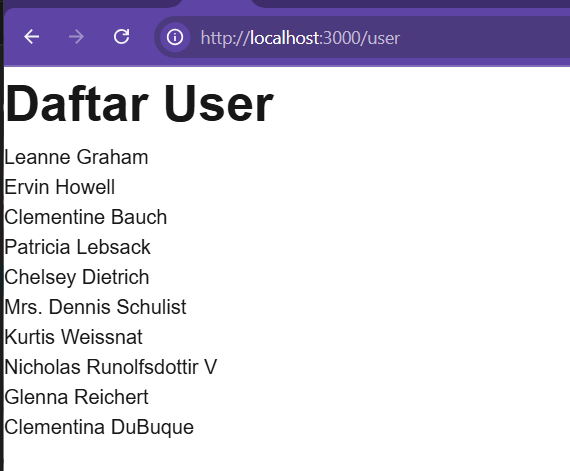 http://localhost:3000/user
Daftar User
Leanne Graham
Ervin Howell
Clementine Bauch
Patricia Lebsack
Chelsey Dietrich
Mrs. Dennis Schulist
Kurtis Weissnat
Nicholas Runolfsdottir V
Glenna Reichert
Clementina DuBuque